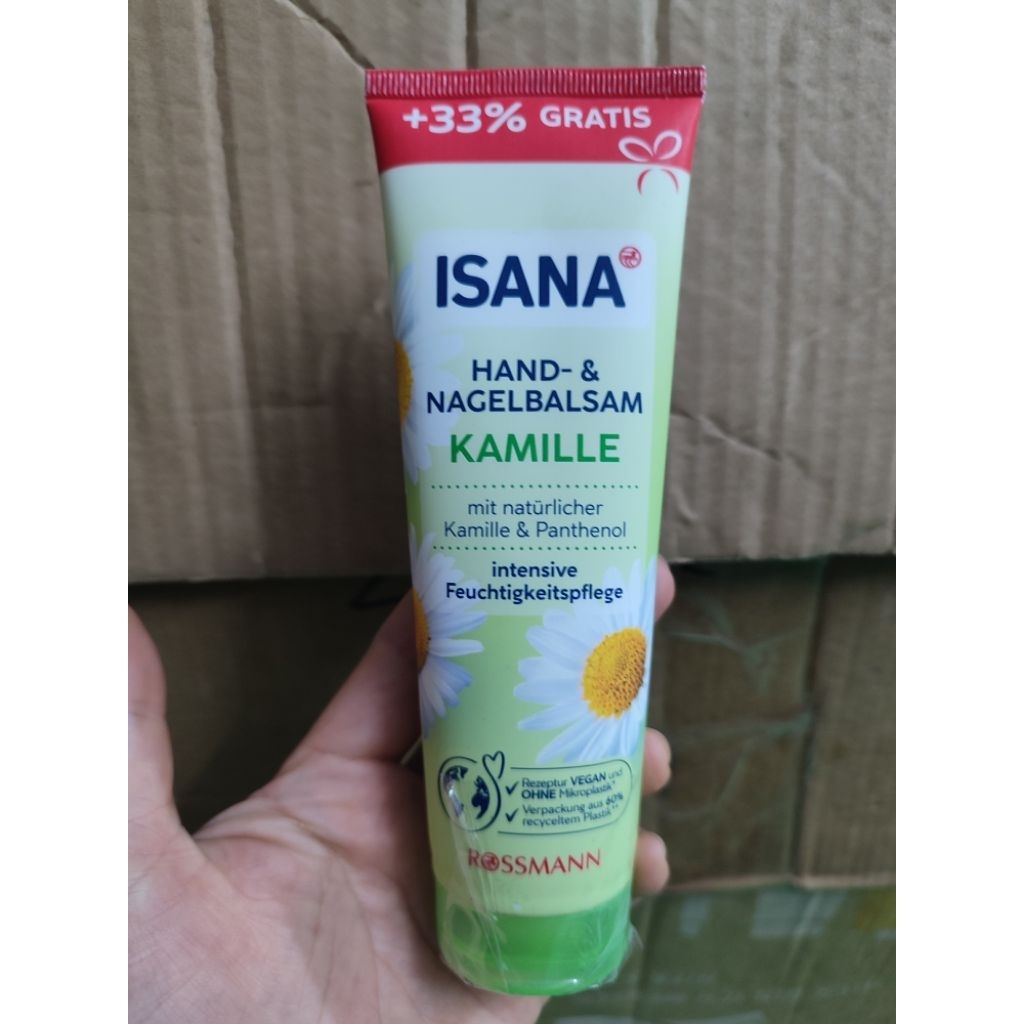 +33% GRATIS
ISANA
HAND- &
NAGELBALSAM
KAMILLE
mit natürlicher
Kamille & Panthenol
intensive
Feuchtigkeitspflege
Rezeptur VEGAN und
OHNE Mikroplastik*
Verpackung aus 60%
recyceltem Plastik**
ROSSMANN